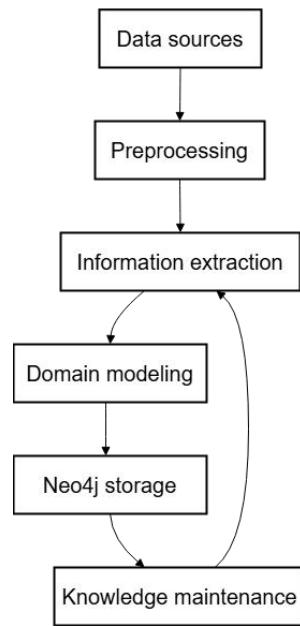 Data sources
Preprocessing
Information extraction
Domain modeling
Neo4j storage
Knowledge maintenance